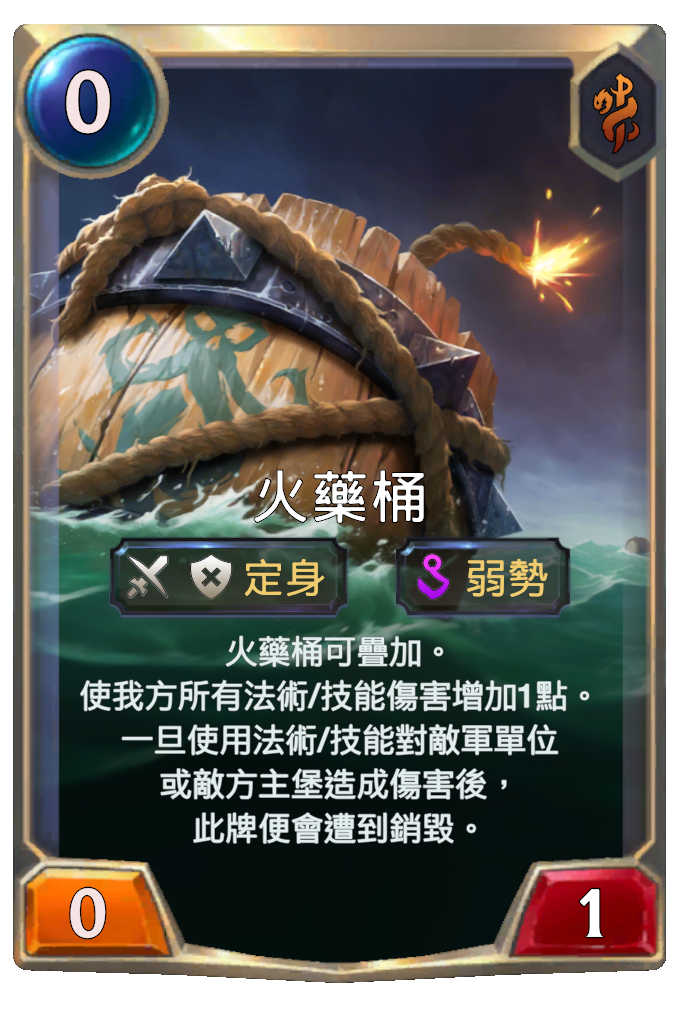 0
火藥桶
定身 弱勢
火藥桶可疊加。
使我方所有法術/技能傷害增加1點。
一旦使用法術/技能對敵軍單位
或敵方主堡造成傷害後，
此牌便會遭到銷毀。
0 1